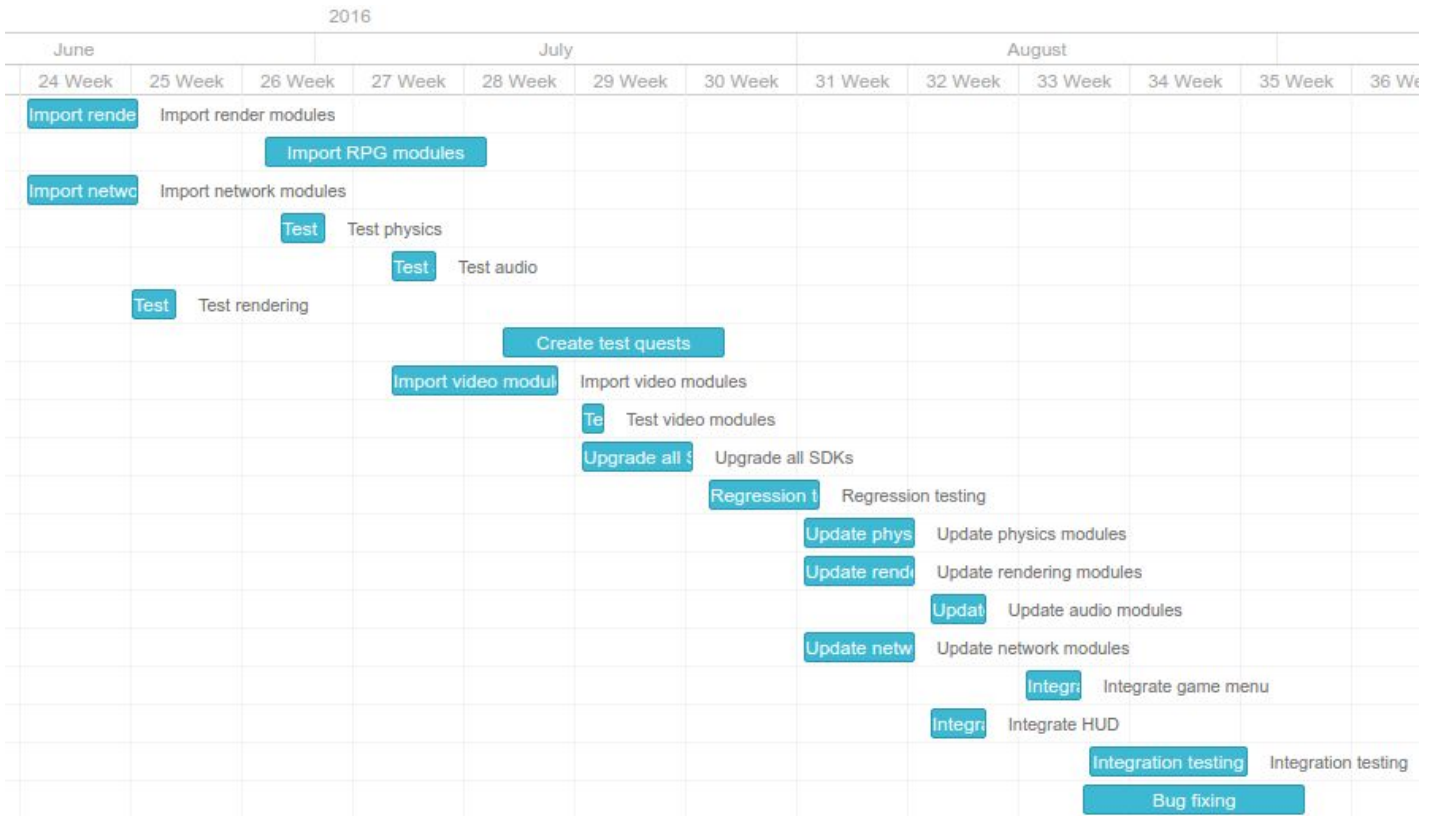 2016
June July August
24 Week 25 Week 26 Week 27 Week 28 Week 29 Week 30 Week 31 Week 32 Week 33 Week 34 Week 35 Week 36 We
Import rende Import render modules
Import RPG modules
Import netwo Import network modules
Test Test physics
Test Test audio
Test Test rendering
Create test quests
Import video modul Import video modules
Te Test video modules
Upgrade all S Upgrade all SDKs
Regression t Regression testing
Update phys Update physics modules
Update rende Update rendering modules
Updat Update audio modules
Update netw Update network modules
Integra Integrate game menu
Integra Integrate HUD
Integration testing Integration testing
Bug fixing